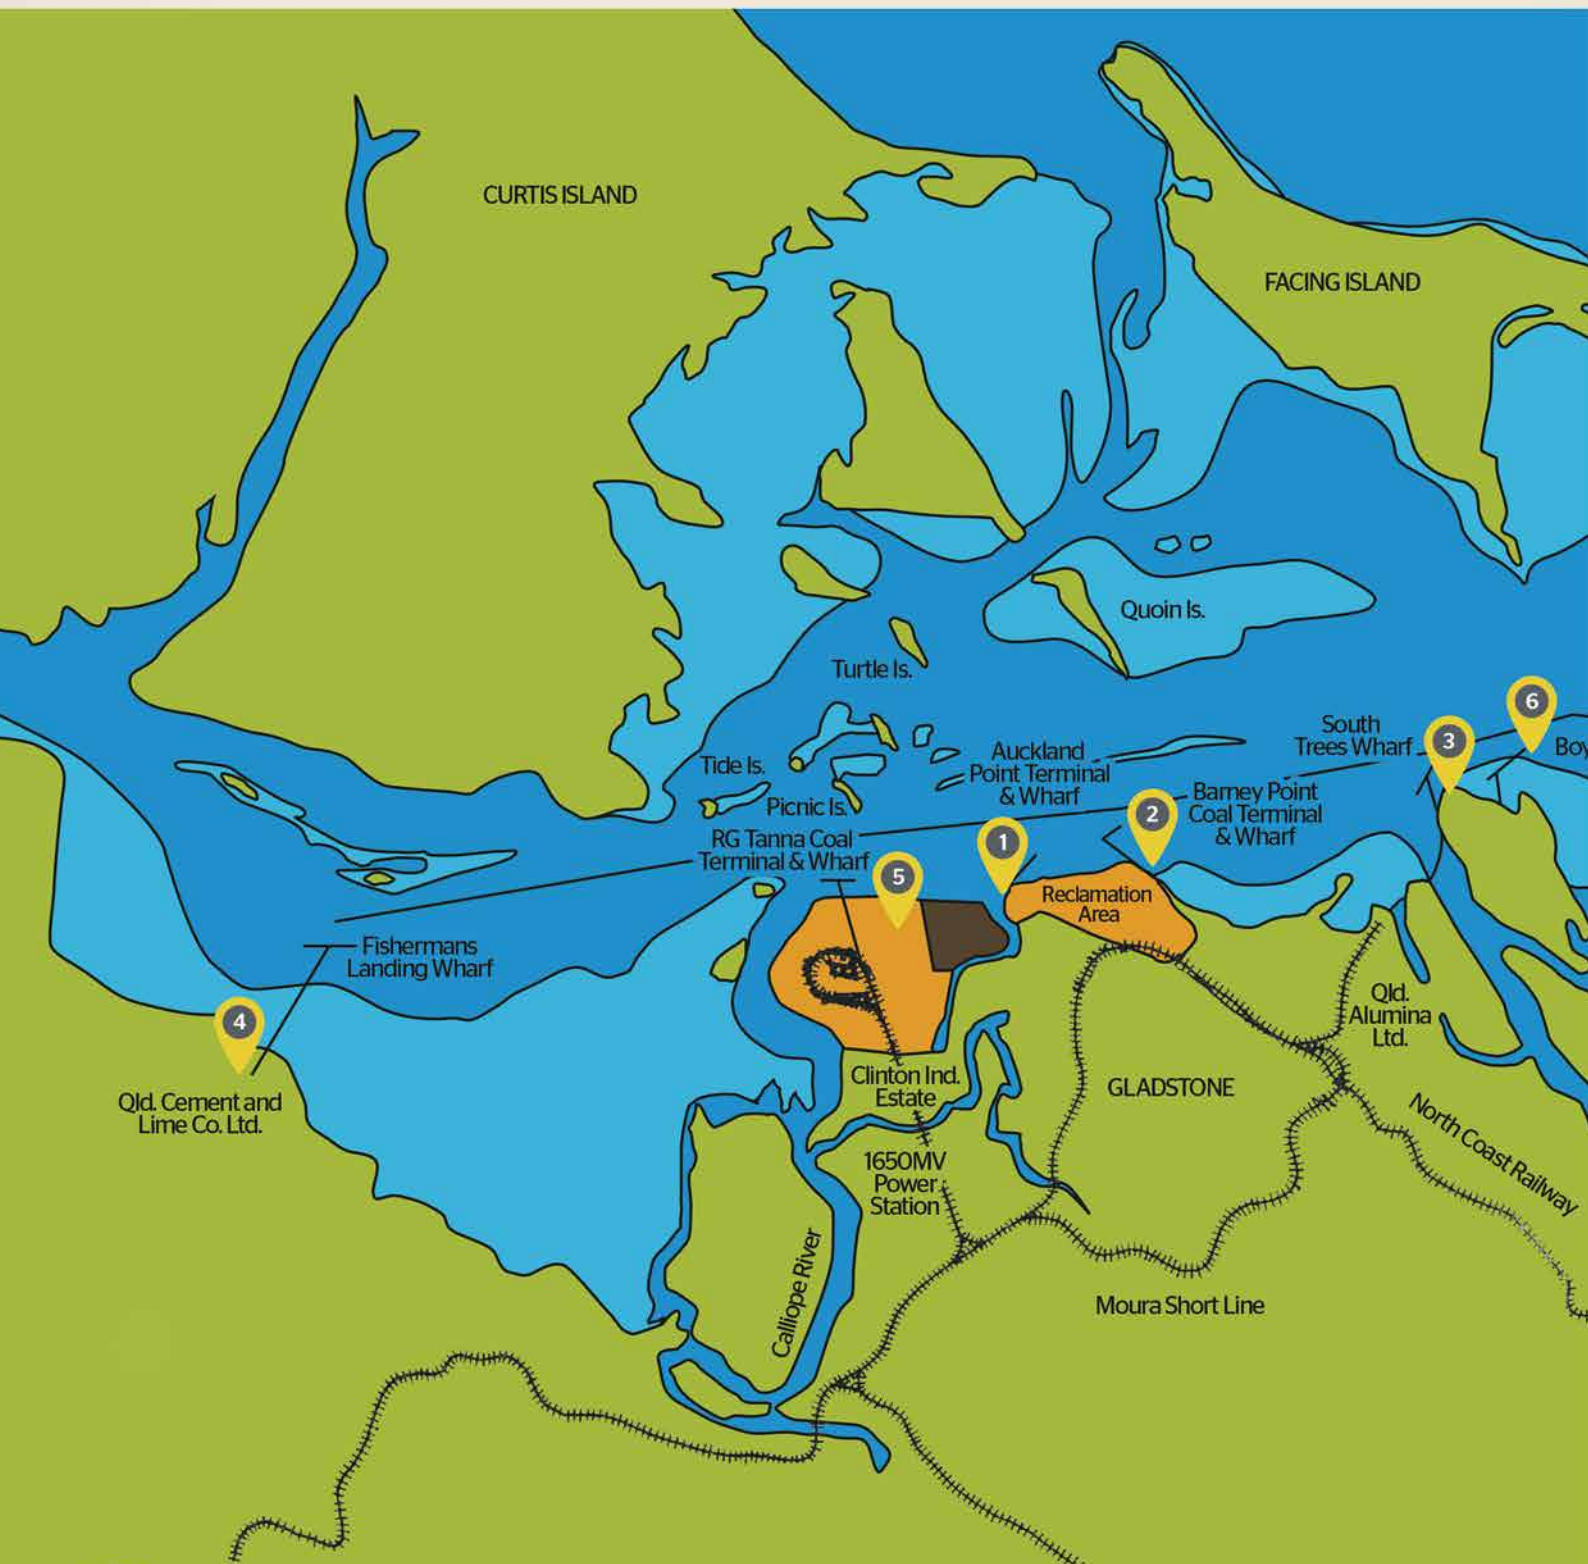 CURTIS ISLAND
FACING ISLAND
Quoin Is.
Turtle Is.
6
South
Trees Wharf
3
Boy
Auckland
Point Terminal
& Wharf
Tide Is.
Picnic Is.
Barney Point
Coal Terminal
& Wharf
2
RG Tanna Coal
Terminal & Wharf
1
5
Reclamation
Area
Fishermans
Landing Wharf
4
Qld.
Alumina
Ltd.
Clinton Ind.
Estate
GLADSTONE
Qld. Cement and
Lime Co. Ltd.
North Coast Railway
1650MV
Power
Station
Calliope River
Moura Short Line